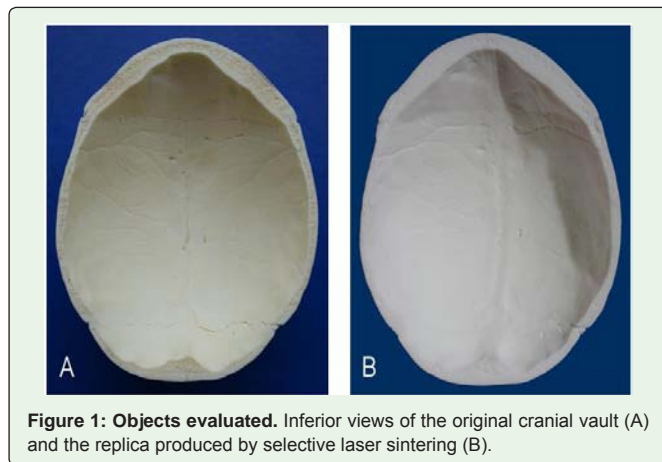 A
B
Figure 1: Objects evaluated. Inferior views of the original cranial vault (A)
and the replica produced by selective laser sintering (B).